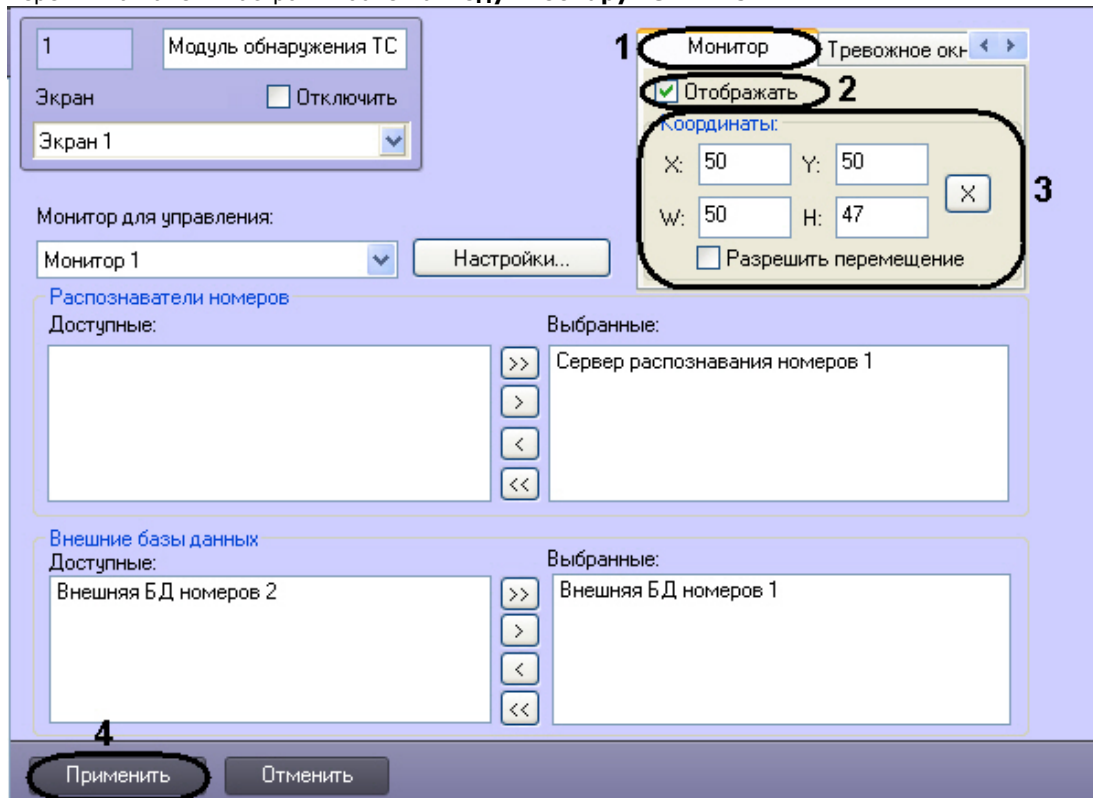 1 Модуль обнаружения ТС
Экран Отключить
Экран 1
1 Монитор Тревожное окн
Отображать 2
Координаты:
X: 50 Y: 50
X 3
W: 50 H: 47
Разрешить перемещение
Монитор для управления:
Монитор 1 Настройки...
Распознаватели номеров
Доступные: Выбранные:
Сервер распознавания номеров 1
>>
>
<
<<
Внешние базы данных
Доступные: Выбранные:
Внешняя БД номеров 2 >> Внешняя БД номеров 1
>
<
<<
4
Применить Отменить